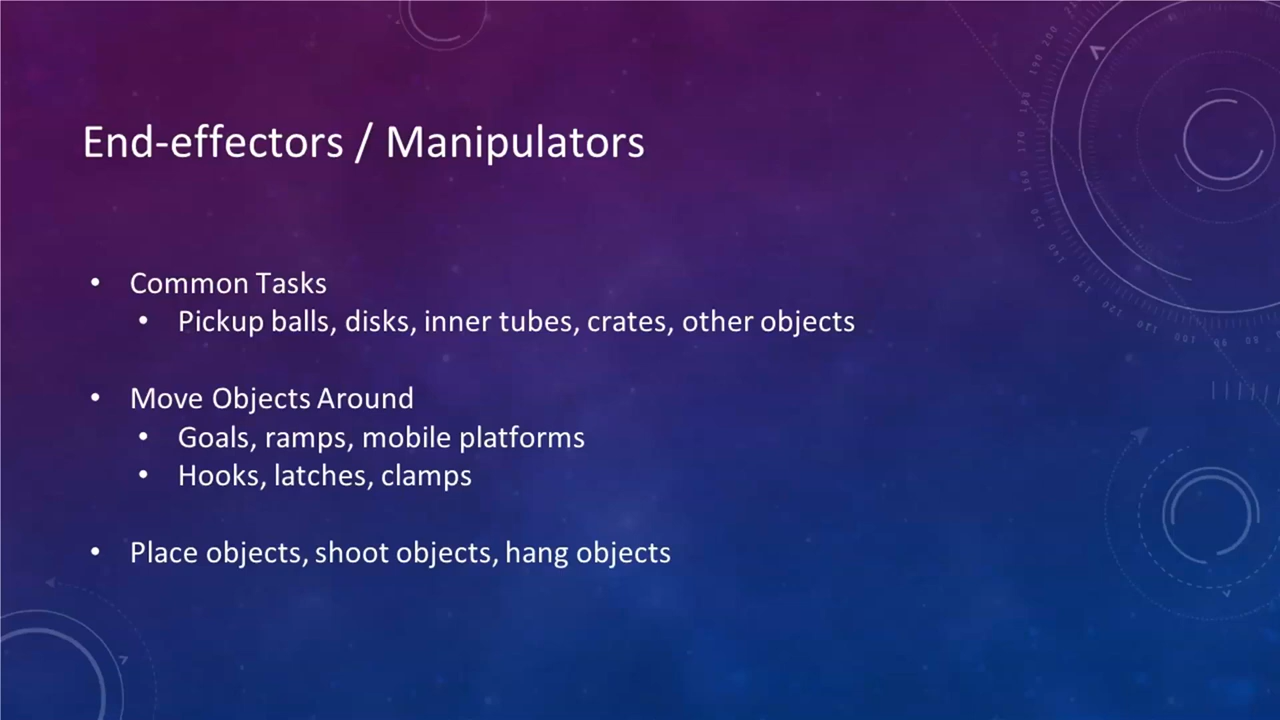 End-effectors / Manipulators
• Common Tasks
• Pickup balls, disks, inner tubes, crates, other objects
• Move Objects Around
• Goals, ramps, mobile platforms
• Hooks, latches, clamps
• Place objects, shoot objects, hang objects